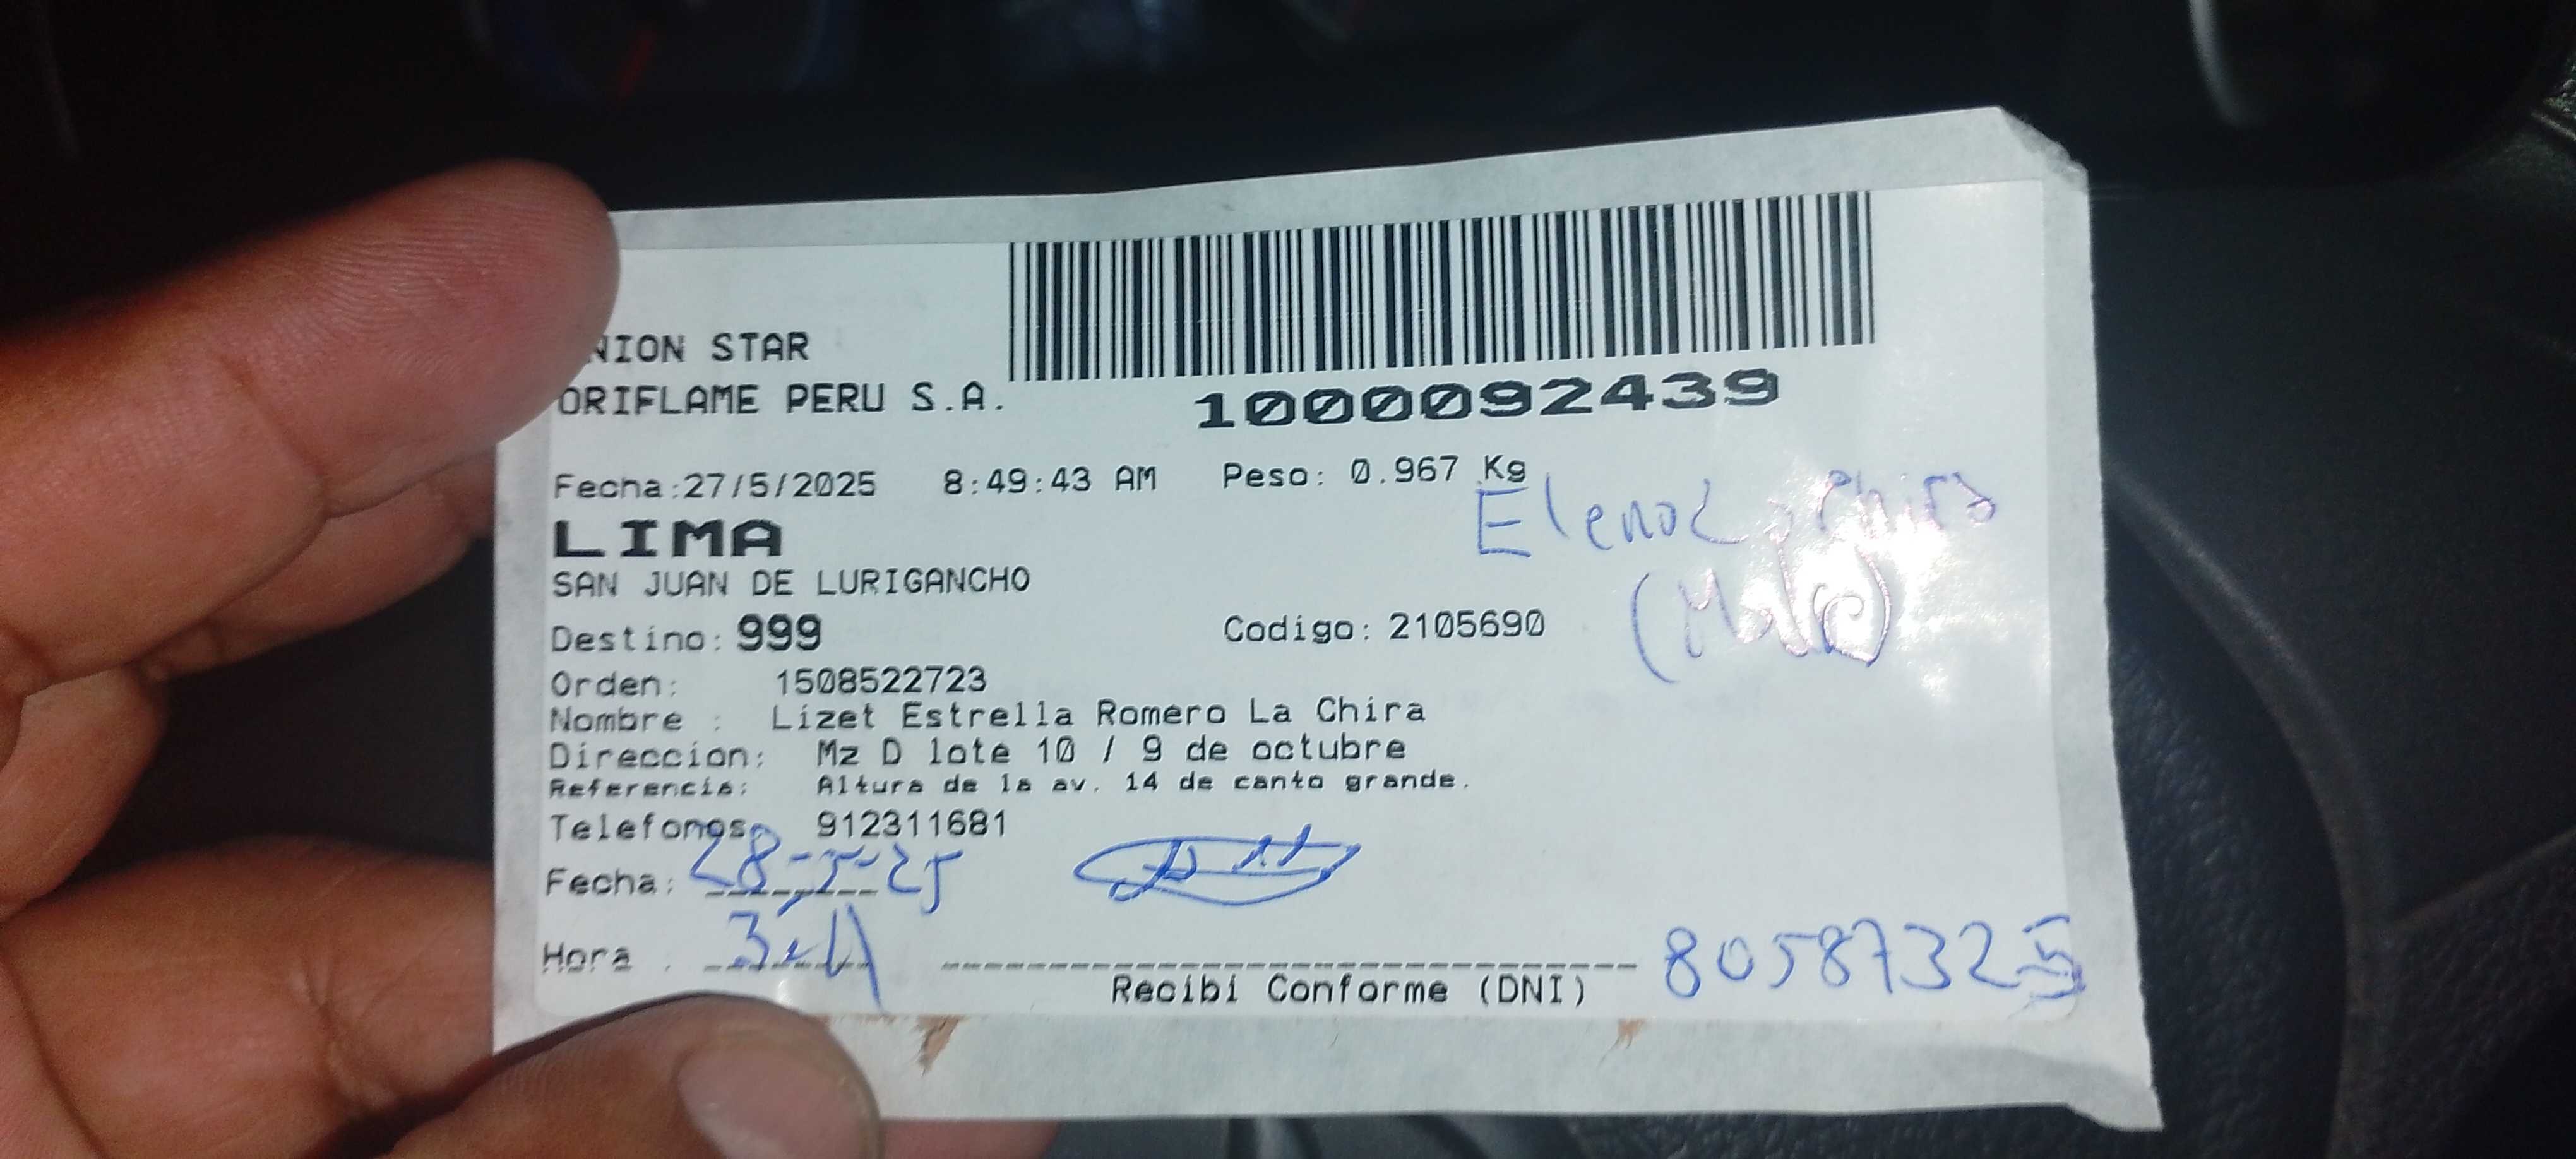 NION STAR
ORIFLAME PERU S.A.
1000092439
Fecha:27/5/2025 8:49:43 AM Peso: 0.967 Kg
LIMA
Elena Chira
SAN JUAN DE LURIGANCHO
Destino: 999 Codigo: 2105690
Orden: 1508522723
Nombre : Lizet Estrella Romero La Chira
Direccion: Mz D lote 10 / 9 de octubre
Referencia: Altura de la av. 14 de canto grande.
Telefonos: 912311681
Fecha: 28-5-25
Hora :
Recibi Conforme (DNI) 80587325